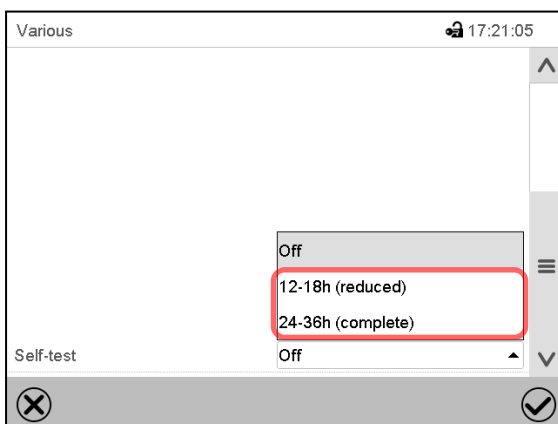 Various 17:21:05
Off
12-18h (reduced)
24-36h (complete)
Self-test Off